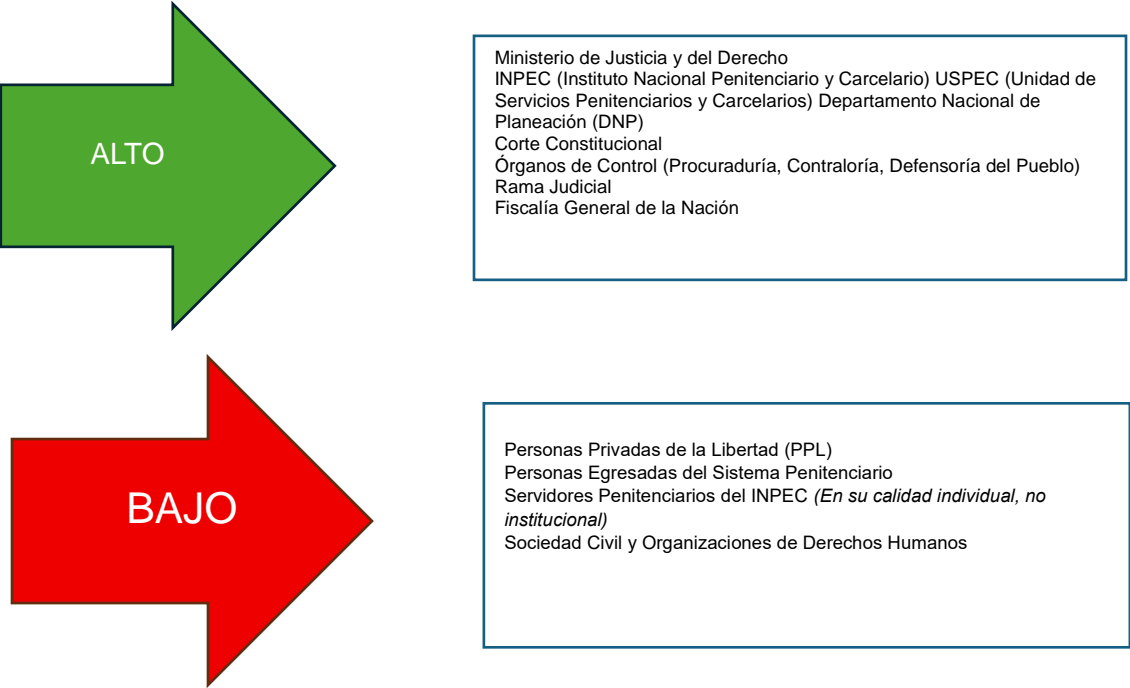 ALTO
Ministerio de Justicia y del Derecho
INPEC (Instituto Nacional Penitenciario y Carcelario) USPEC (Unidad de
Servicios Penitenciarios y Carcelarios) Departamento Nacional de
Planeación (DNP)
Corte Constitucional
Órganos de Control (Procuraduría, Contraloría, Defensoría del Pueblo)
Rama Judicial
Fiscalía General de la Nación
BAJO
Personas Privadas de la Libertad (PPL)
Personas Egresadas del Sistema Penitenciario
Servidores Penitenciarios del INPEC (En su calidad individual, no
institucional)
Sociedad Civil y Organizaciones de Derechos Humanos